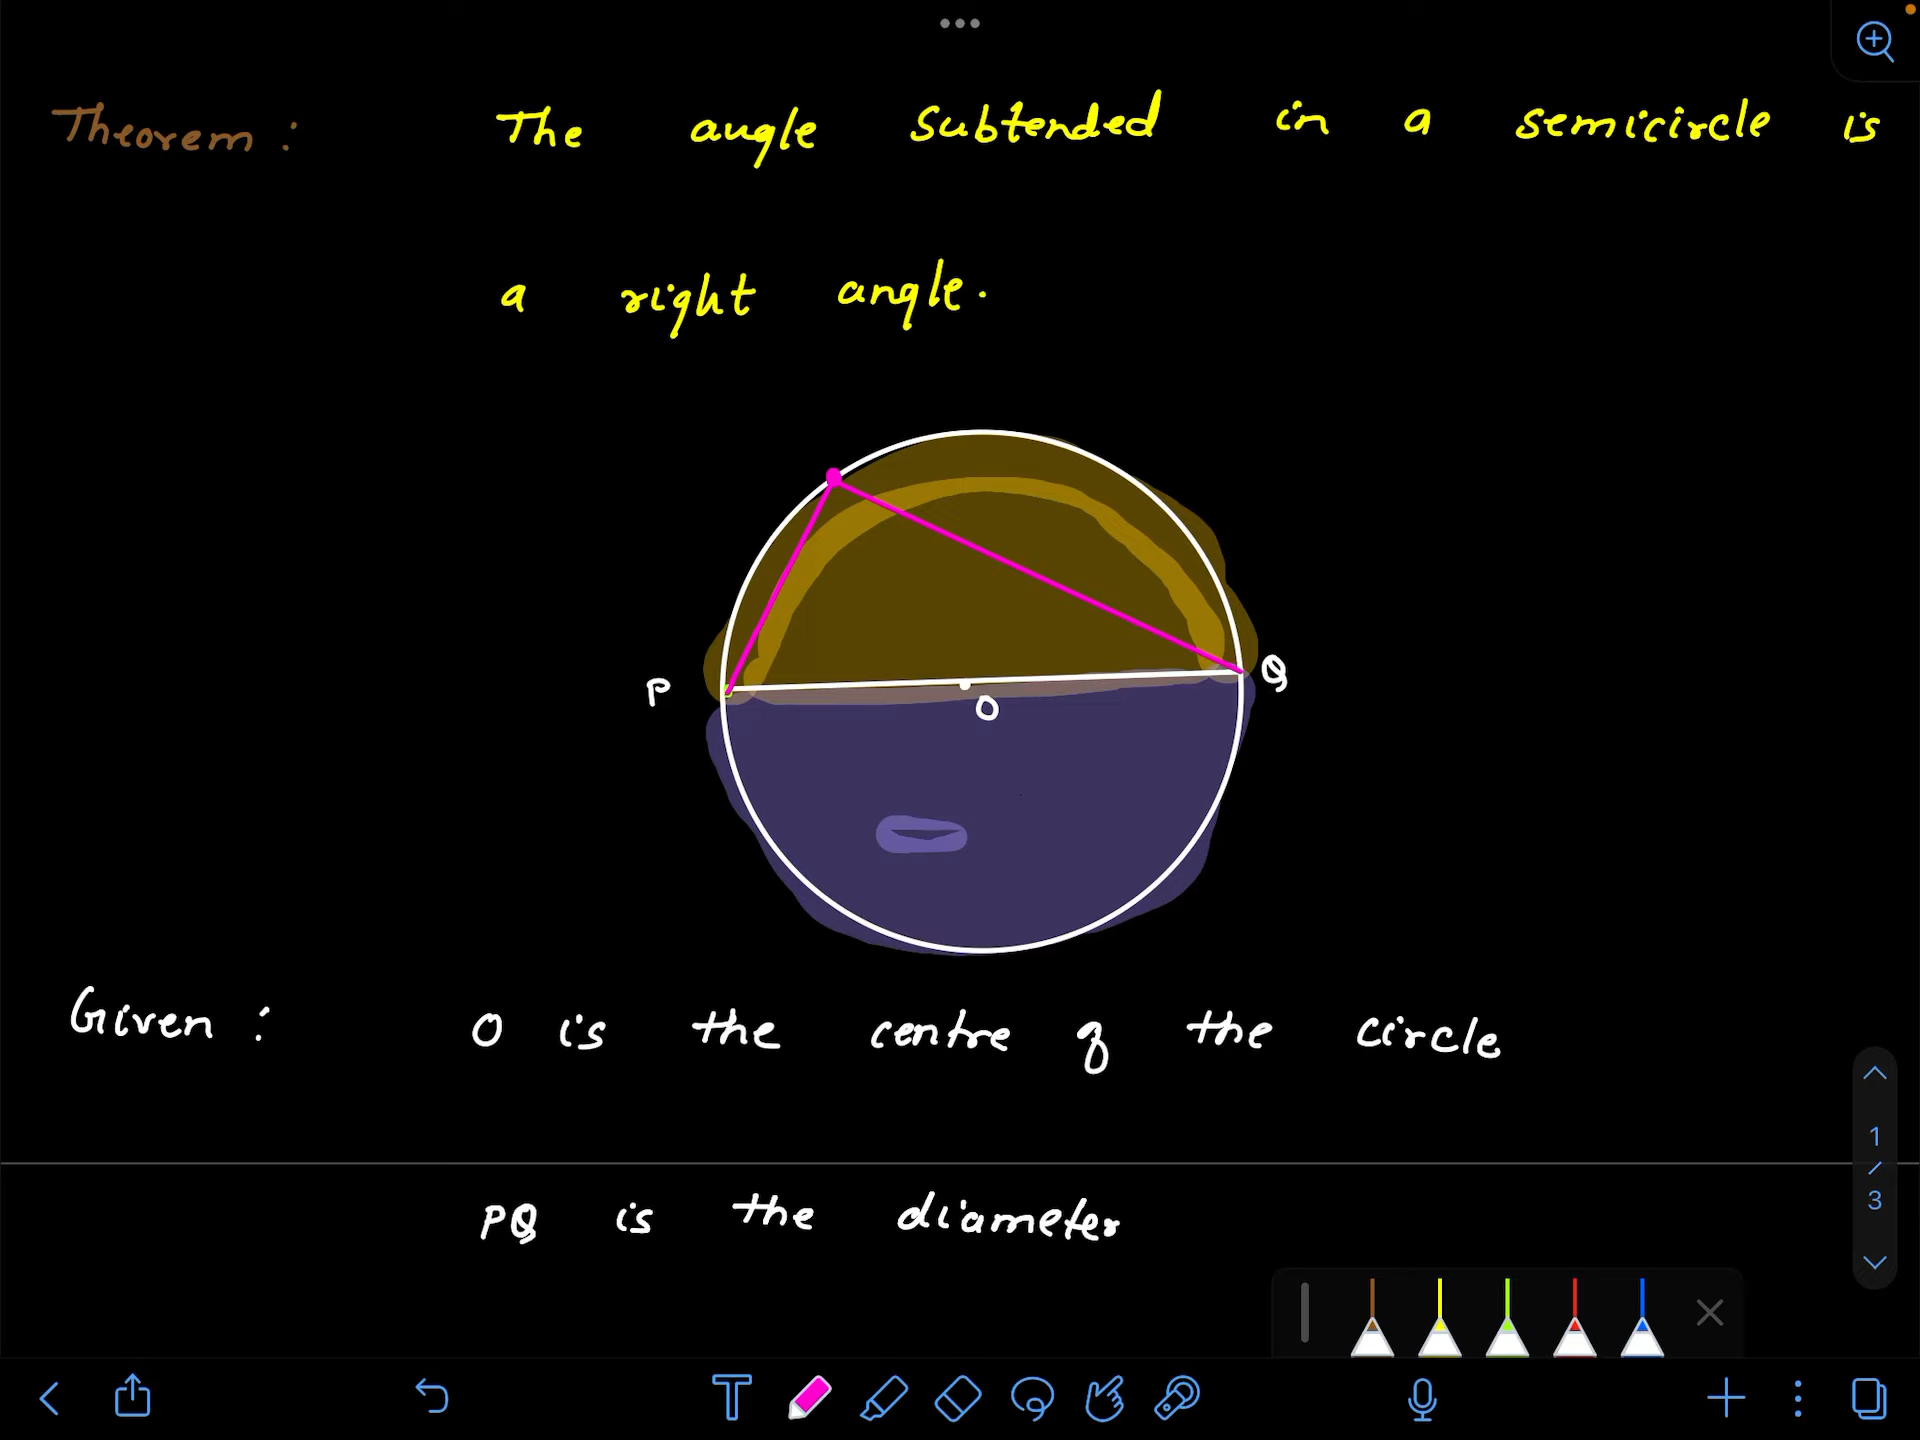 Theorem : The angle subtended in a semicircle is
a right angle.
P
Q
O
Given : O is the centre of the circle
PQ is the diameter
1
/
3